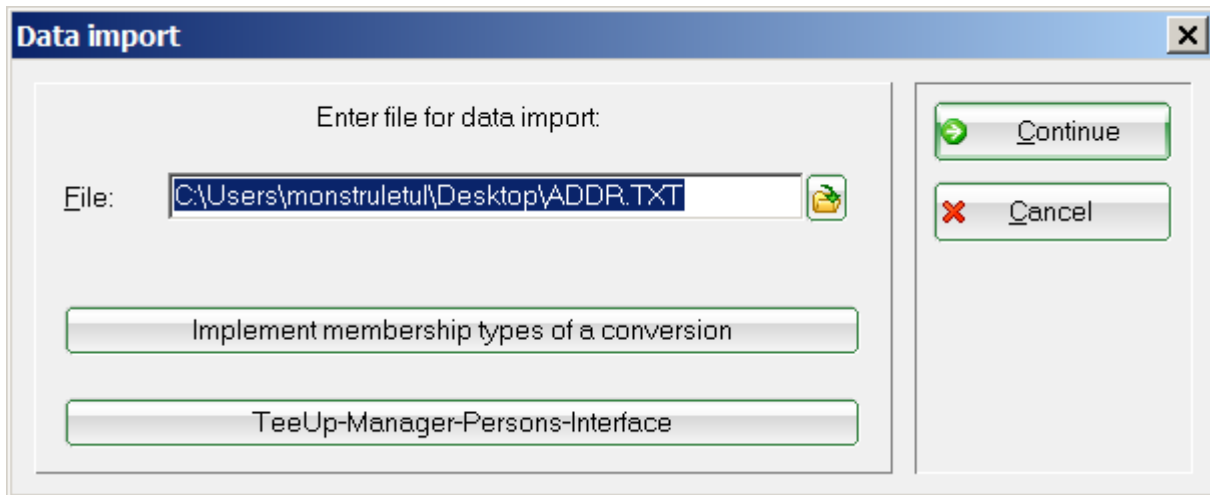 Data import
Enter file for data import:
File: C:\Users\monstruletul\Desktop\ADDR.TXT
Implement membership types of a conversion
TeeUp-Manager-Persons-Interface
Continue
Cancel